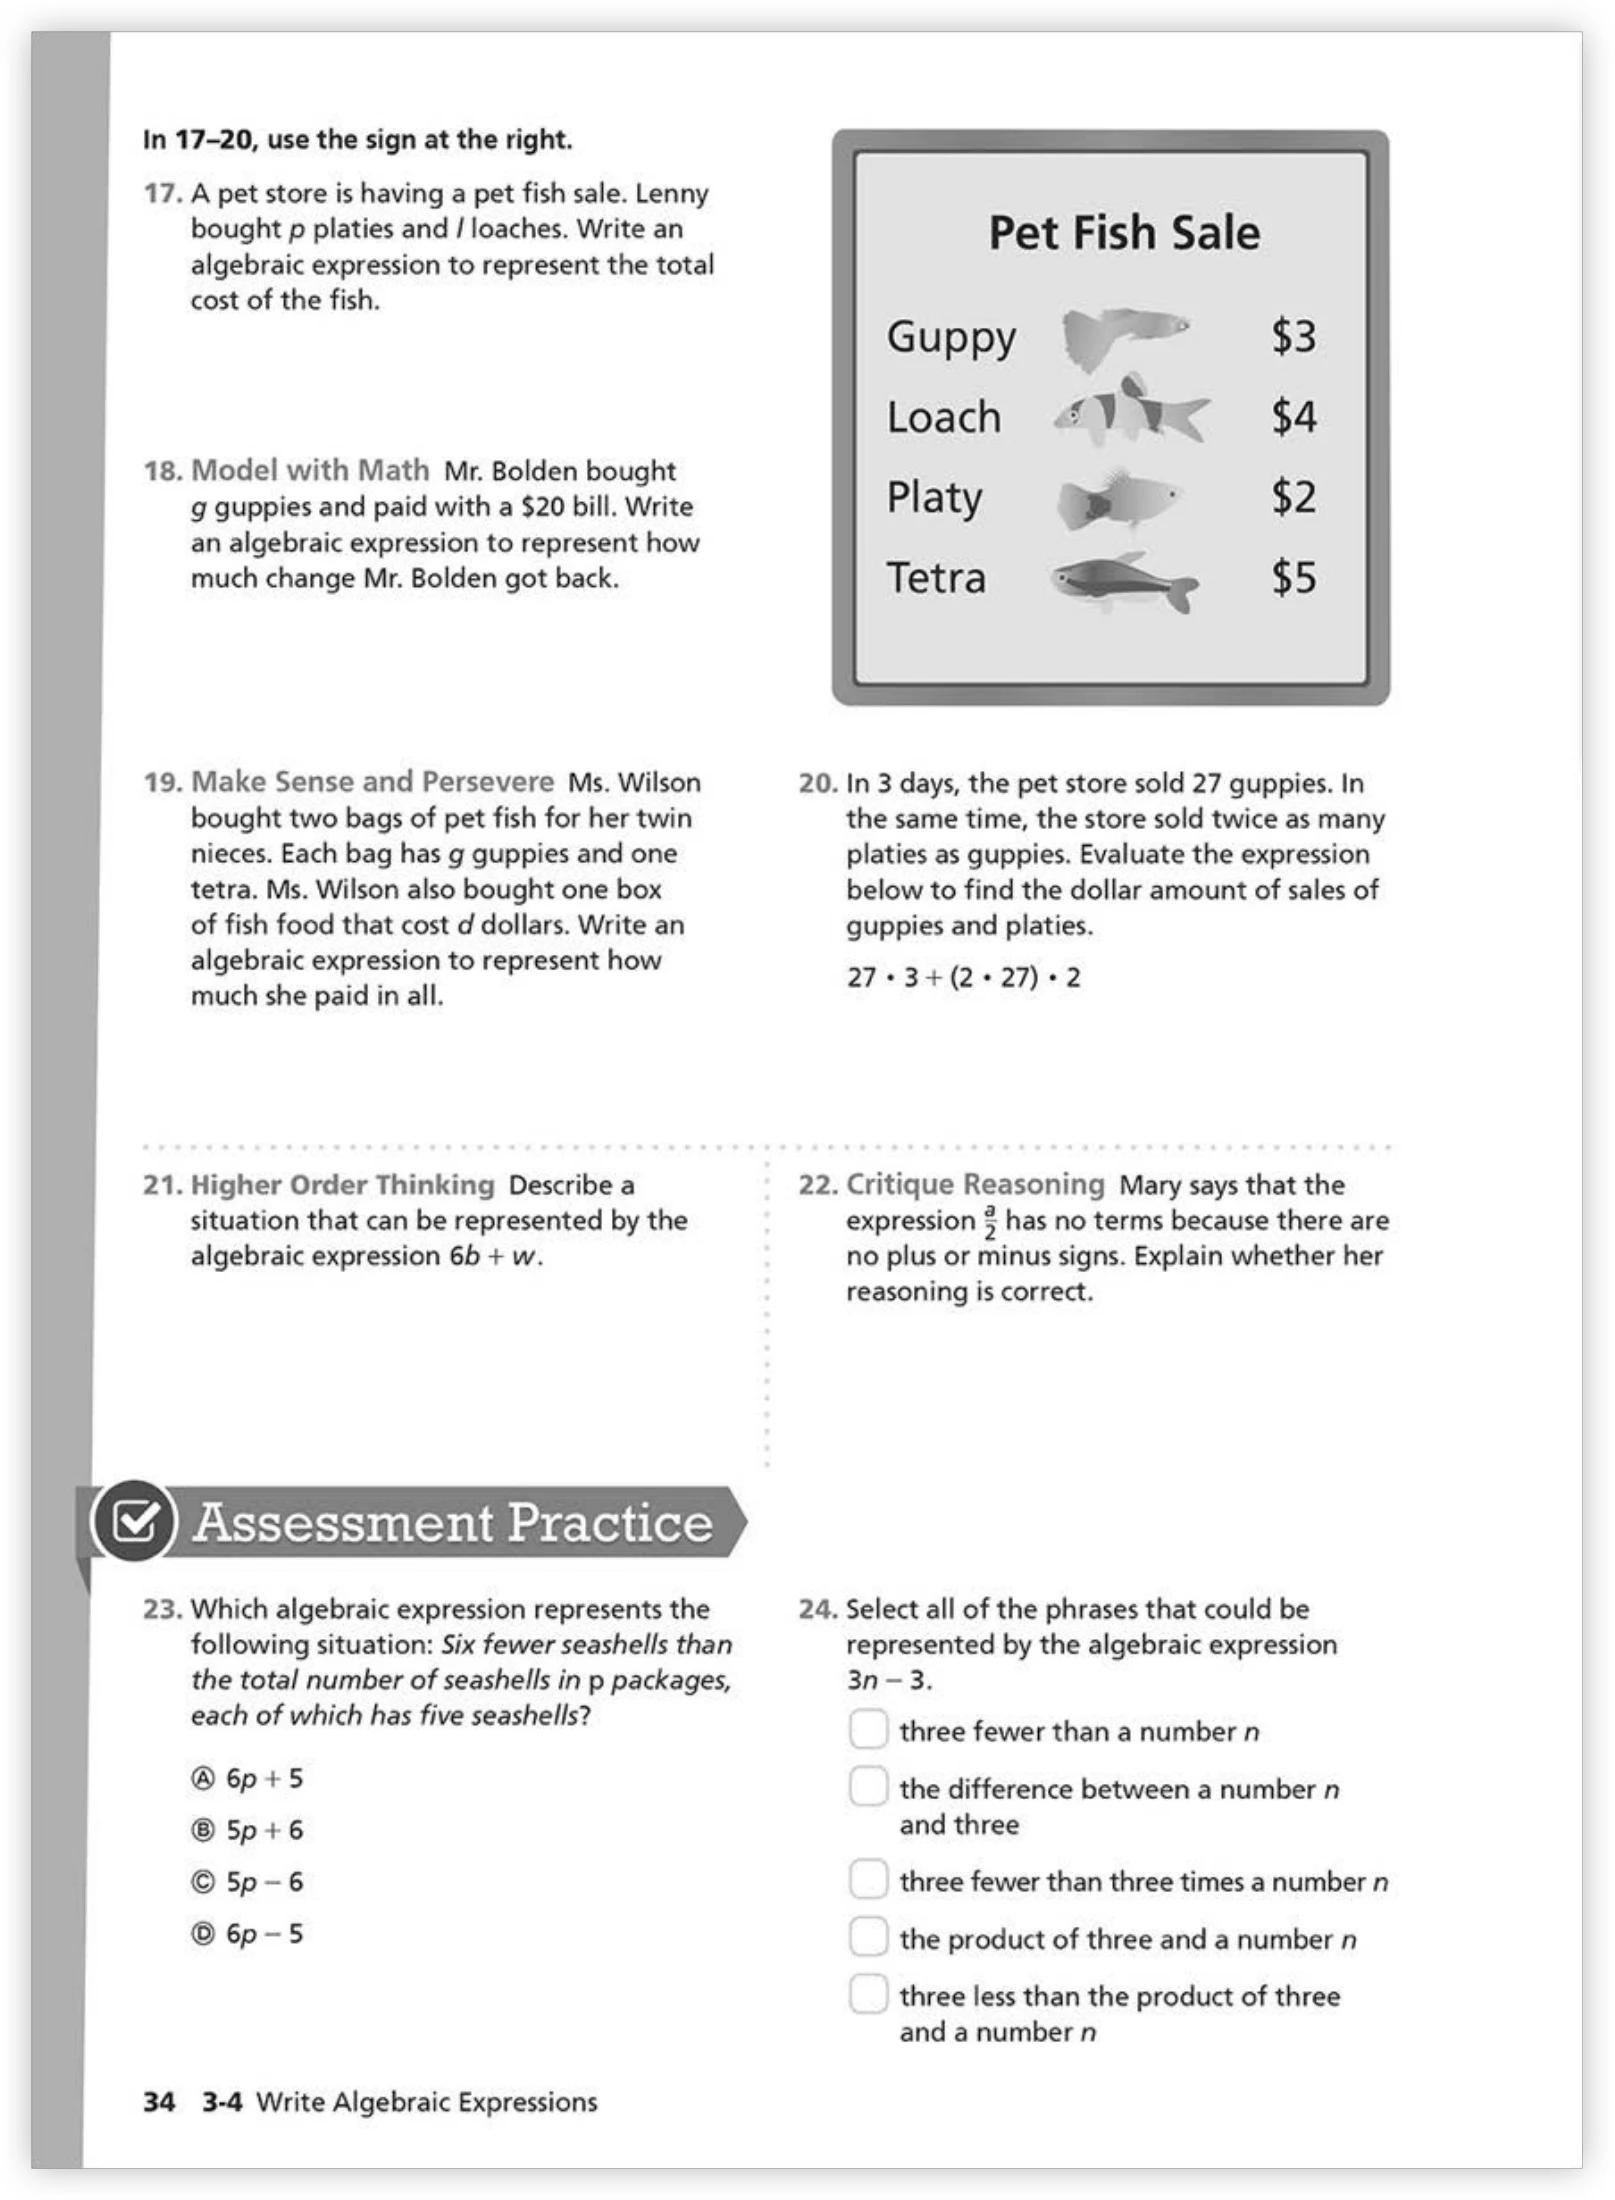 In 17–20, use the sign at the right.
17. A pet store is having a pet fish sale. Lenny
bought p platies and l loaches. Write an
algebraic expression to represent the total
cost of the fish.
18. Model with Math Mr. Bolden bought
g guppies and paid with a $20 bill. Write
an algebraic expression to represent how
much change Mr. Bolden got back.
Pet Fish Sale
Guppy $3
Loach $4
Platy $2
Tetra $5
19. Make Sense and Persevere Ms. Wilson
bought two bags of pet fish for her twin
nieces. Each bag has g guppies and one
tetra. Ms. Wilson also bought one box
of fish food that cost d dollars. Write an
algebraic expression to represent how
much she paid in all.
20. In 3 days, the pet store sold 27 guppies. In
the same time, the store sold twice as many
platies as guppies. Evaluate the expression
below to find the dollar amount of sales of
guppies and platies.
27 • 3 + (2 • 27) • 2
21. Higher Order Thinking Describe a
situation that can be represented by the
algebraic expression 6b + w.
22. Critique Reasoning Mary says that the
expression a/2 has no terms because there are
no plus or minus signs. Explain whether her
reasoning is correct.
Assessment Practice
23. Which algebraic expression represents the
following situation: Six fewer seashells than
the total number of seashells in p packages,
each of which has five seashells?
Ⓐ 6p + 5
Ⓑ 5p + 6
Ⓒ 5p − 6
Ⓓ 6p − 5
24. Select all of the phrases that could be
represented by the algebraic expression
3n − 3.
three fewer than a number n
the difference between a number n
and three
three fewer than three times a number n
the product of three and a number n
three less than the product of three
and a number n
34 3-4 Write Algebraic Expressions